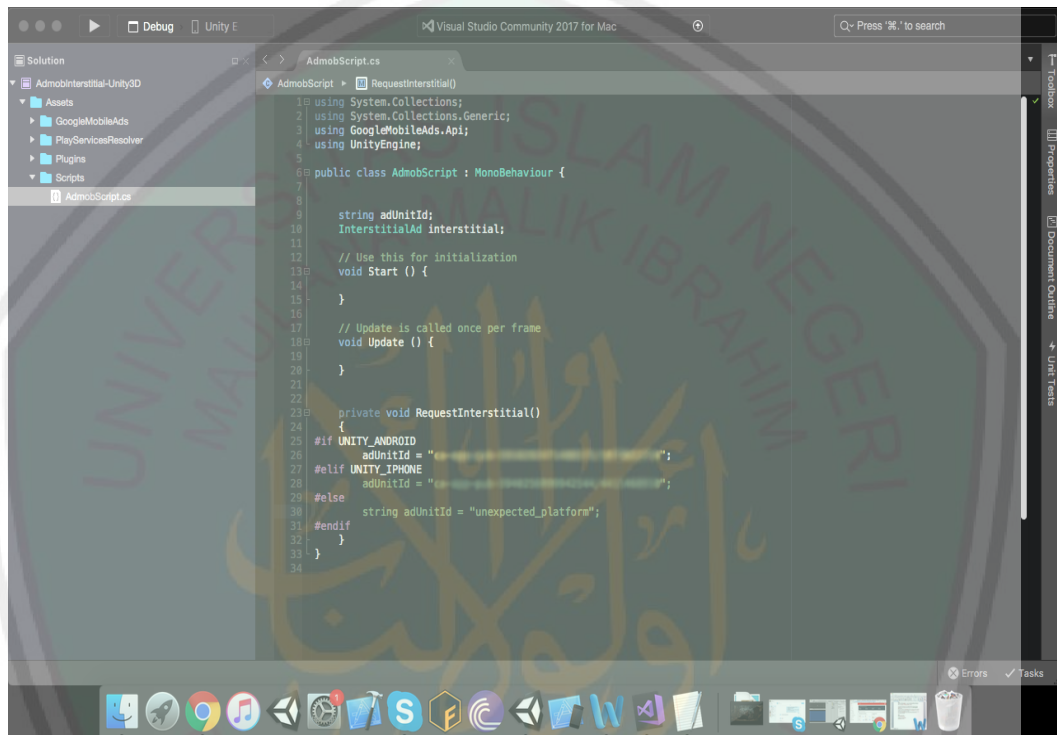 Debug
Unity E
Visual Studio Community 2017 for Mac
Press '⌘.' to search
Solution
AdmobInterstitial-Unity3D
Assets
GoogleMobileAds
PlayServicesResolver
Plugins
Scripts
AdmobScript.cs
AdmobScript.cs
AdmobScript
RequestInterstitial()
1 using System.Collections;
2 using System.Collections.Generic;
3 using GoogleMobileAds.Api;
4 using UnityEngine;
5
6 public class AdmobScript : MonoBehaviour {
7
8
9 string adUnitId;
10 InterstitialAd interstitial;
11
12 // Use this for initialization
13 void Start () {
14
15 }
16
17 // Update is called once per frame
18 void Update () {
19
20 }
21
22
23 private void RequestInterstitial()
24 {
25 #if UNITY_ANDROID
26 adUnitId = "";
27 #elif UNITY_IPHONE
28 adUnitId = "";
29 #else
30 string adUnitId = "unexpected_platform";
31 #endif
32 }
33 }
34
Toolbox
Properties
Document Outline
Unit Tests
Errors
Tasks
UNIVERSITAS ISLAM NEGERI
MAULANA MALIK IBRAHIM